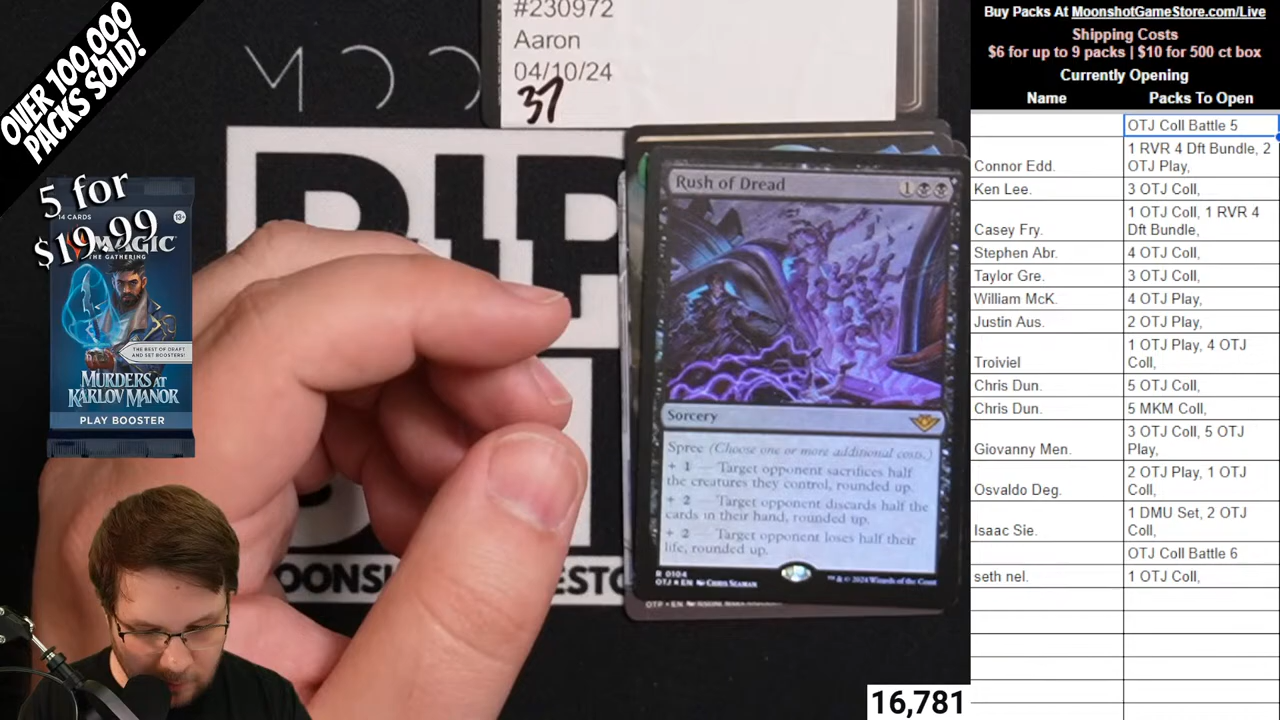 OVER 100,000
PACKS SOLD!
5 for
$19.99
14 CARDS
13+
MAGIC
THE GATHERING
THE BEST OF DRAFT
AND SET BOOSTERS!
MURDERS AT
KARLOV MANOR
PLAY BOOSTER
#230972
Aaron
04/10/24
37
MOO
RIP
Rush of Dread
1
Sorcery
Spree (Choose one or more additional costs.)
+ 1 — Target opponent sacrifices half
the creatures they control, rounded up.
+ 2 — Target opponent discards half the
cards in their hand, rounded up.
+ 2 — Target opponent loses half their
life, rounded up.
R 0104
OTJ • EN Chris Seaman
™ & © 2024 Wizards of the Coast
OTP • EN
16,781
Buy Packs At MoonshotGameStore.com/Live
Shipping Costs
$6 for up to 9 packs | $10 for 500 ct box
Currently Opening
Name Packs To Open
OTJ Coll Battle 5
Connor Edd. 1 RVR 4 Dft Bundle, 2
OTJ Play,
Ken Lee. 3 OTJ Coll,
Casey Fry. 1 OTJ Coll, 1 RVR 4
Dft Bundle,
Stephen Abr. 4 OTJ Coll,
Taylor Gre. 3 OTJ Coll,
William McK. 4 OTJ Play,
Justin Aus. 2 OTJ Play,
Troiviel 1 OTJ Play, 4 OTJ
Coll,
Chris Dun. 5 OTJ Coll,
Chris Dun. 5 MKM Coll,
Giovanny Men. 3 OTJ Coll, 5 OTJ
Play,
Osvaldo Deg. 2 OTJ Play, 1 OTJ
Coll,
Isaac Sie. 1 DMU Set, 2 OTJ
Coll,
OTJ Coll Battle 6
seth nel. 1 OTJ Coll,